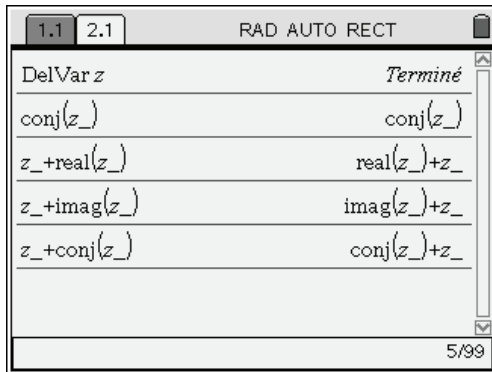 1.1 2.1 RAD AUTO RECT
DelVar z Terminé
conj(z_) conj(z_)
z_+real(z_) real(z_)+z_
z_+imag(z_) imag(z_)+z_
z_+conj(z_) conj(z_)+z_
5/99